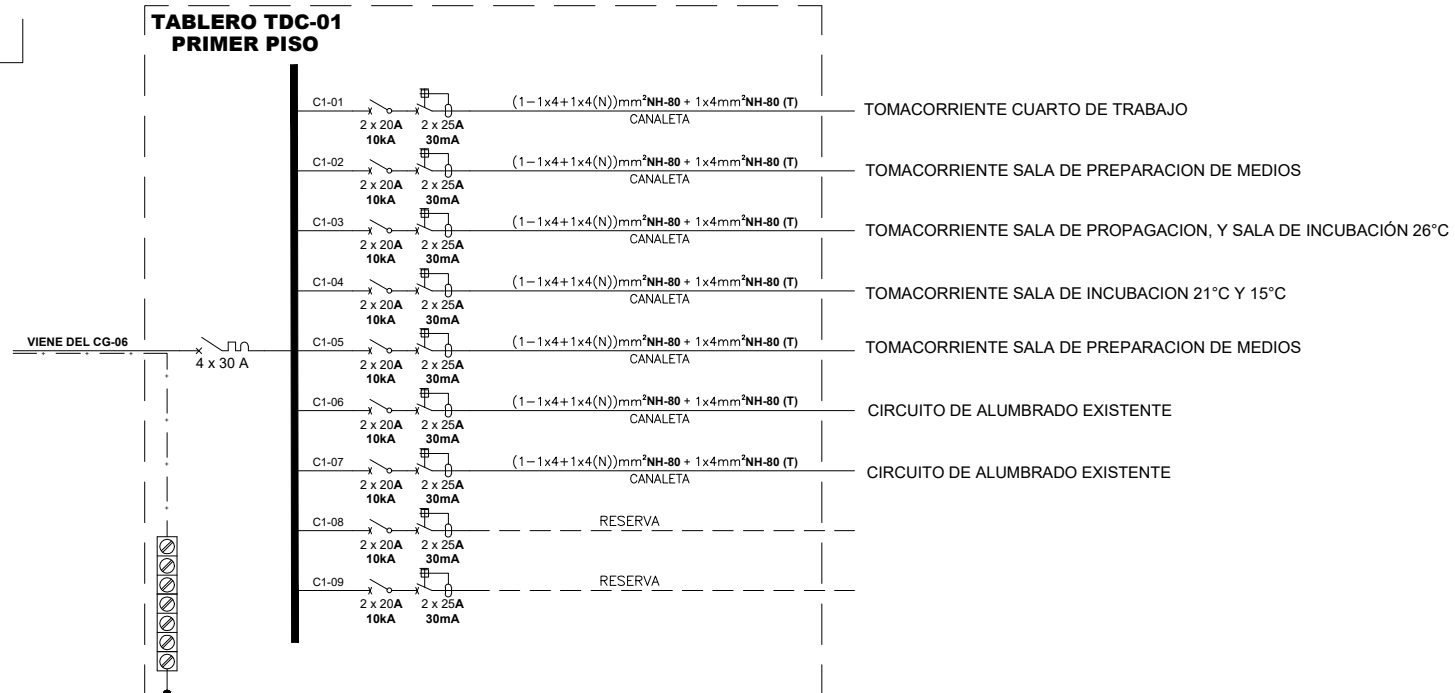 TABLERO TDC-01
PRIMER PISO
C1-01
(1-1x4+1x4(N))mm²NH-80 + 1x4mm²NH-80 (T)
CANALETA
TOMACORRIENTE CUARTO DE TRABAJO
2 x 20A 2 x 25A
10kA 30mA
C1-02
(1-1x4+1x4(N))mm²NH-80 + 1x4mm²NH-80 (T)
CANALETA
TOMACORRIENTE SALA DE PREPARACION DE MEDIOS
2 x 20A 2 x 25A
10kA 30mA
C1-03
(1-1x4+1x4(N))mm²NH-80 + 1x4mm²NH-80 (T)
CANALETA
TOMACORRIENTE SALA DE PROPAGACION, Y SALA DE INCUBACIÓN 26°C
2 x 20A 2 x 25A
10kA 30mA
C1-04
(1-1x4+1x4(N))mm²NH-80 + 1x4mm²NH-80 (T)
CANALETA
TOMACORRIENTE SALA DE INCUBACION 21°C Y 15°C
2 x 20A 2 x 25A
10kA 30mA
VIENE DEL CG-06
4 x 30 A
C1-05
(1-1x4+1x4(N))mm²NH-80 + 1x4mm²NH-80 (T)
CANALETA
TOMACORRIENTE SALA DE PREPARACION DE MEDIOS
2 x 20A 2 x 25A
10kA 30mA
C1-06
(1-1x4+1x4(N))mm²NH-80 + 1x4mm²NH-80 (T)
CANALETA
CIRCUITO DE ALUMBRADO EXISTENTE
2 x 20A 2 x 25A
10kA 30mA
C1-07
(1-1x4+1x4(N))mm²NH-80 + 1x4mm²NH-80 (T)
CANALETA
CIRCUITO DE ALUMBRADO EXISTENTE
2 x 20A 2 x 25A
10kA 30mA
C1-08
RESERVA
2 x 20A 2 x 25A
10kA 30mA
C1-09
RESERVA
2 x 20A 2 x 25A
10kA 30mA